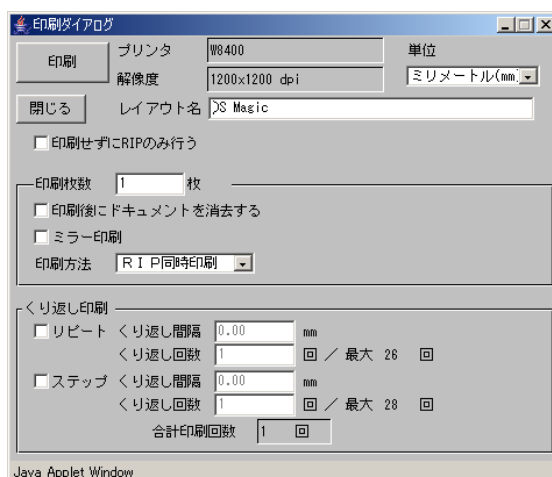 印刷ダイアログ
印刷 プリンタ W8400 単位
解像度 1200x1200 dpi ミリメートル(mm)
閉じる レイアウト名 S Magic
印刷せずにRIPのみ行う
印刷枚数 1 枚
印刷後にドキュメントを消去する
ミラー印刷
印刷方法 ＲＩＰ同時印刷
くり返し印刷
リピート くり返し間隔 0.00 mm
くり返し回数 1 回 / 最大 26 回
ステップ くり返し間隔 0.00 mm
くり返し回数 1 回 / 最大 28 回
合計印刷回数 1 回
Java Applet Window